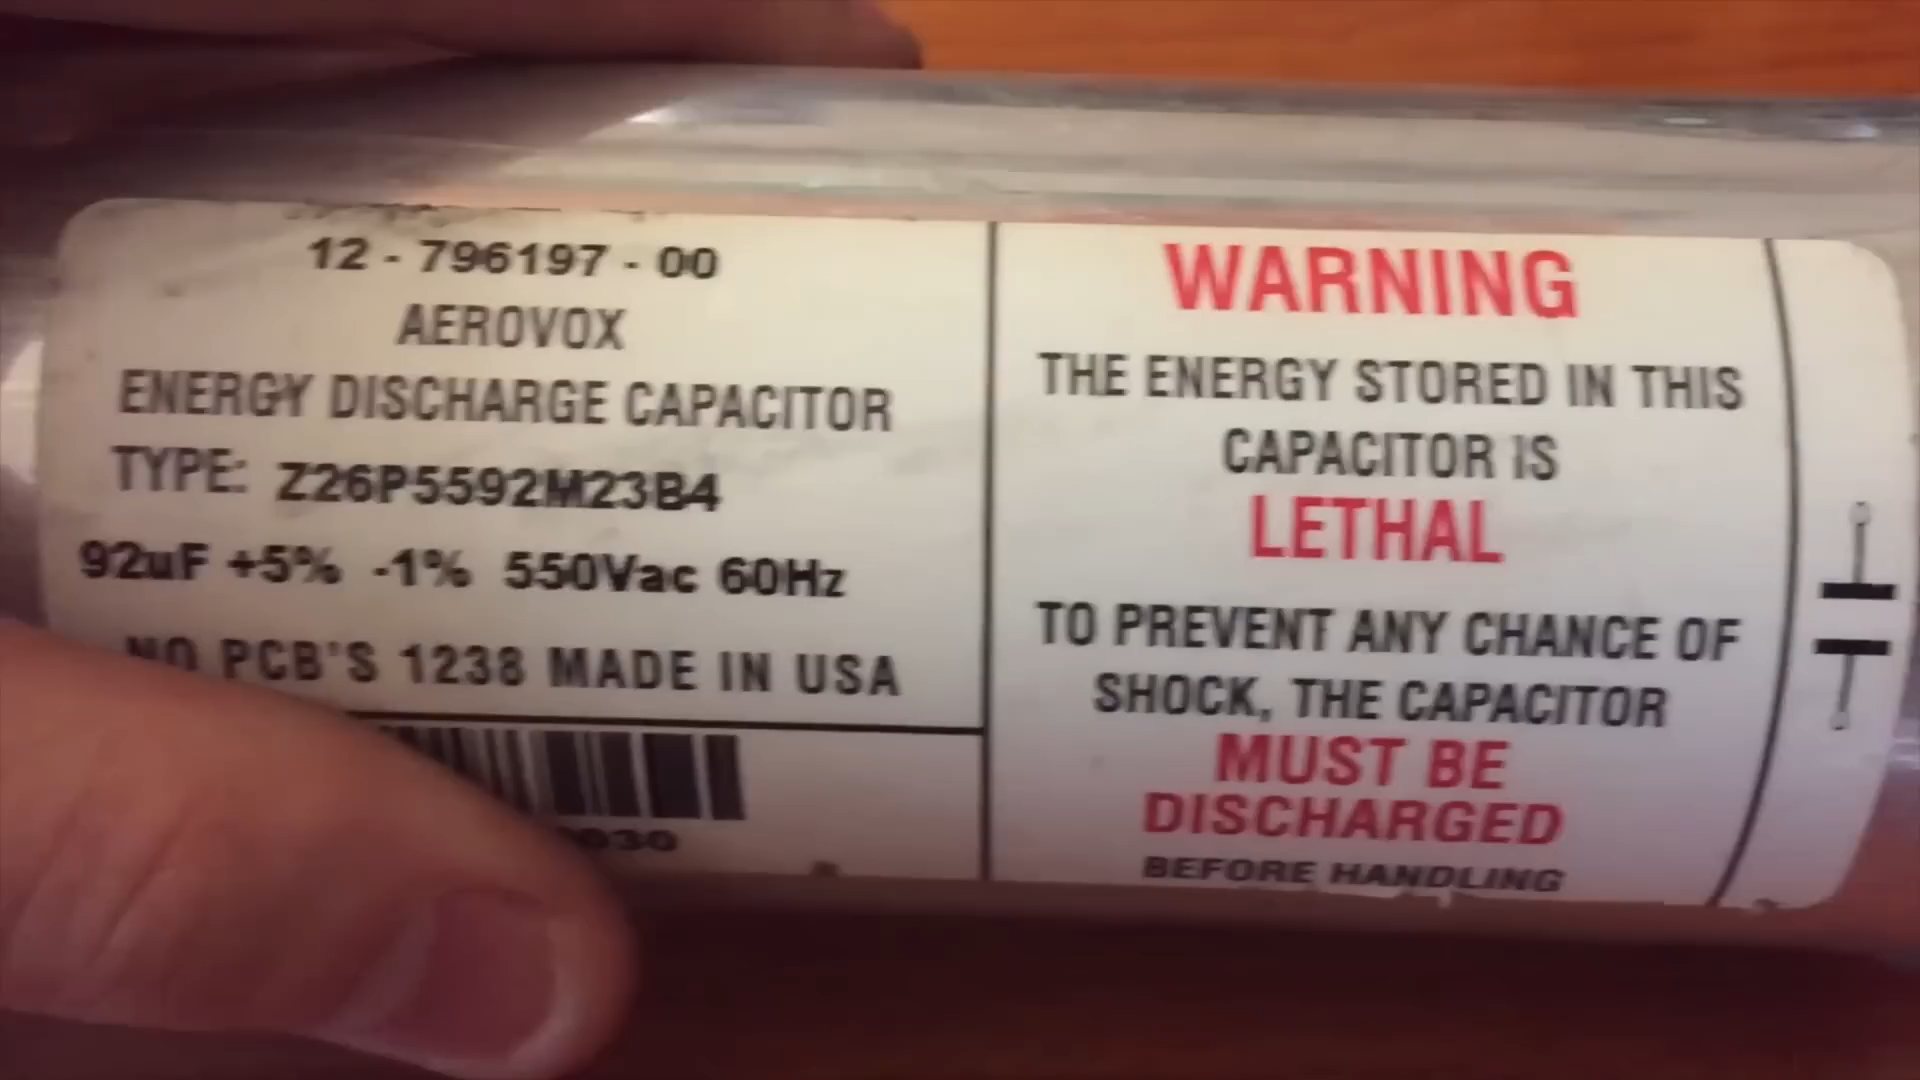 12 - 796197 - 00
AEROVOX
ENERGY DISCHARGE CAPACITOR
TYPE: Z26P5592M23B4
92uF +5% -1% 550Vac 60Hz
NO PCB'S 1238 MADE IN USA
030
WARNING
THE ENERGY STORED IN THIS
CAPACITOR IS
LETHAL
TO PREVENT ANY CHANCE OF
SHOCK, THE CAPACITOR
MUST BE
DISCHARGED
BEFORE HANDLING